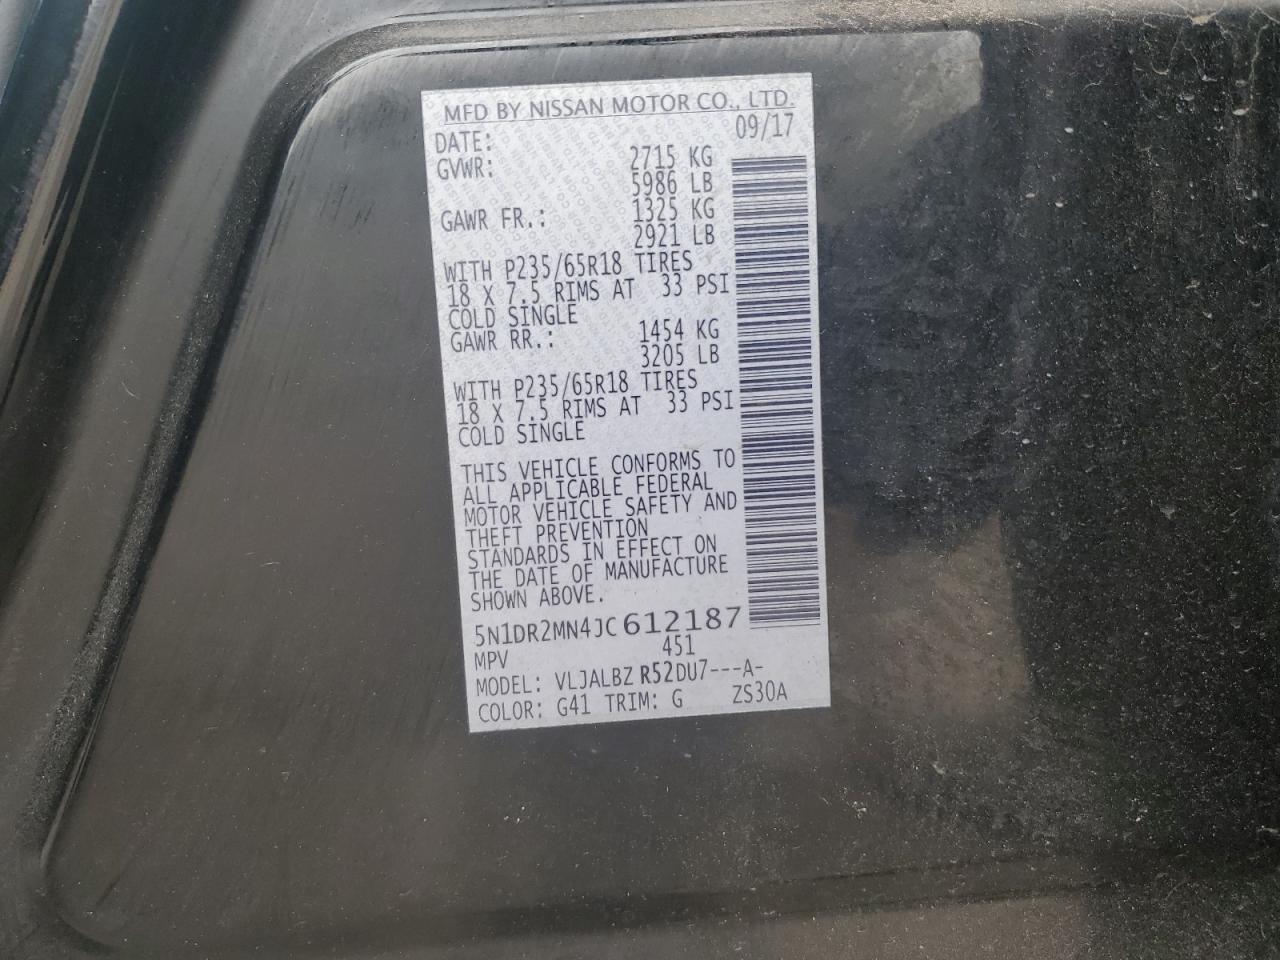 MFD BY NISSAN MOTOR CO., LTD.
DATE: 09/17
GVWR: 2715 KG
5986 LB
GAWR FR.: 1325 KG
2921 LB
WITH P235/65R18 TIRES
18 X 7.5 RIMS AT 33 PSI
COLD SINGLE
GAWR RR.: 1454 KG
3205 LB
WITH P235/65R18 TIRES
18 X 7.5 RIMS AT 33 PSI
COLD SINGLE
THIS VEHICLE CONFORMS TO
ALL APPLICABLE FEDERAL
MOTOR VEHICLE SAFETY AND
THEFT PREVENTION
STANDARDS IN EFFECT ON
THE DATE OF MANUFACTURE
SHOWN ABOVE.
5N1DR2MN4JC612187
MPV 451
MODEL: VLJALBZ R52DU7---A-
COLOR: G41 TRIM: G ZS30A